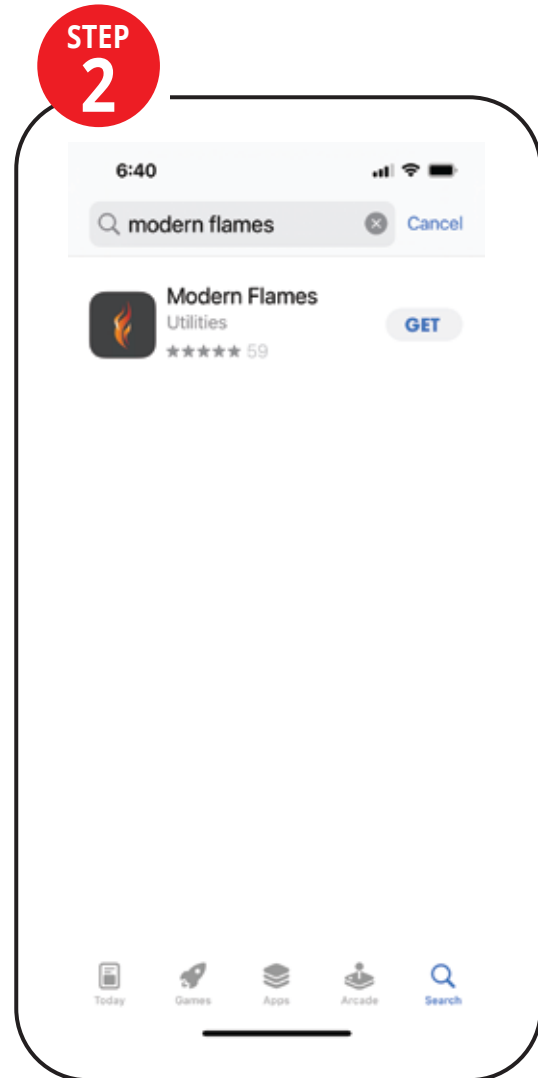 STEP
2
6:40
modern flames
Cancel
Modern Flames
Utilities
GET
★★★★★ 59
Today
Games
Apps
Arcade
Search